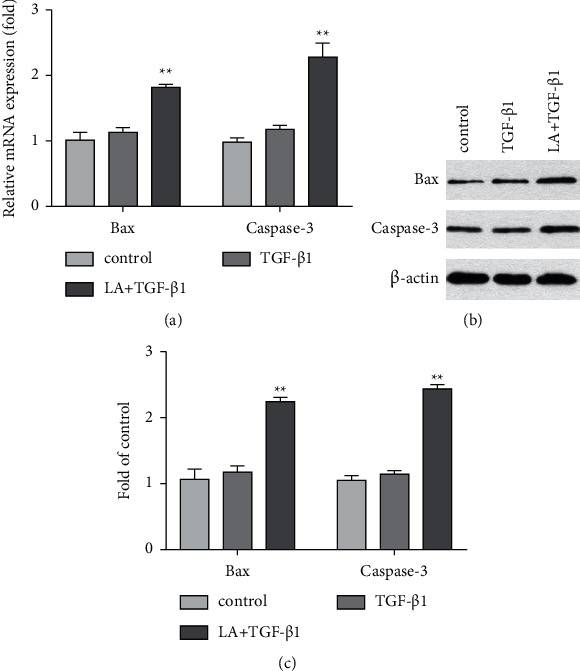 Relative mRNA expression (fold)
3
2
1
0
**
**
Bax
Caspase-3
control
TGF-β1
LA+TGF-β1
(a)
control
TGF-β1
LA+TGF-β1
Bax
Caspase-3
β-actin
(b)
Fold of control
3
2
1
0
**
**
Bax
Caspase-3
control
TGF-β1
LA+TGF-β1
(c)